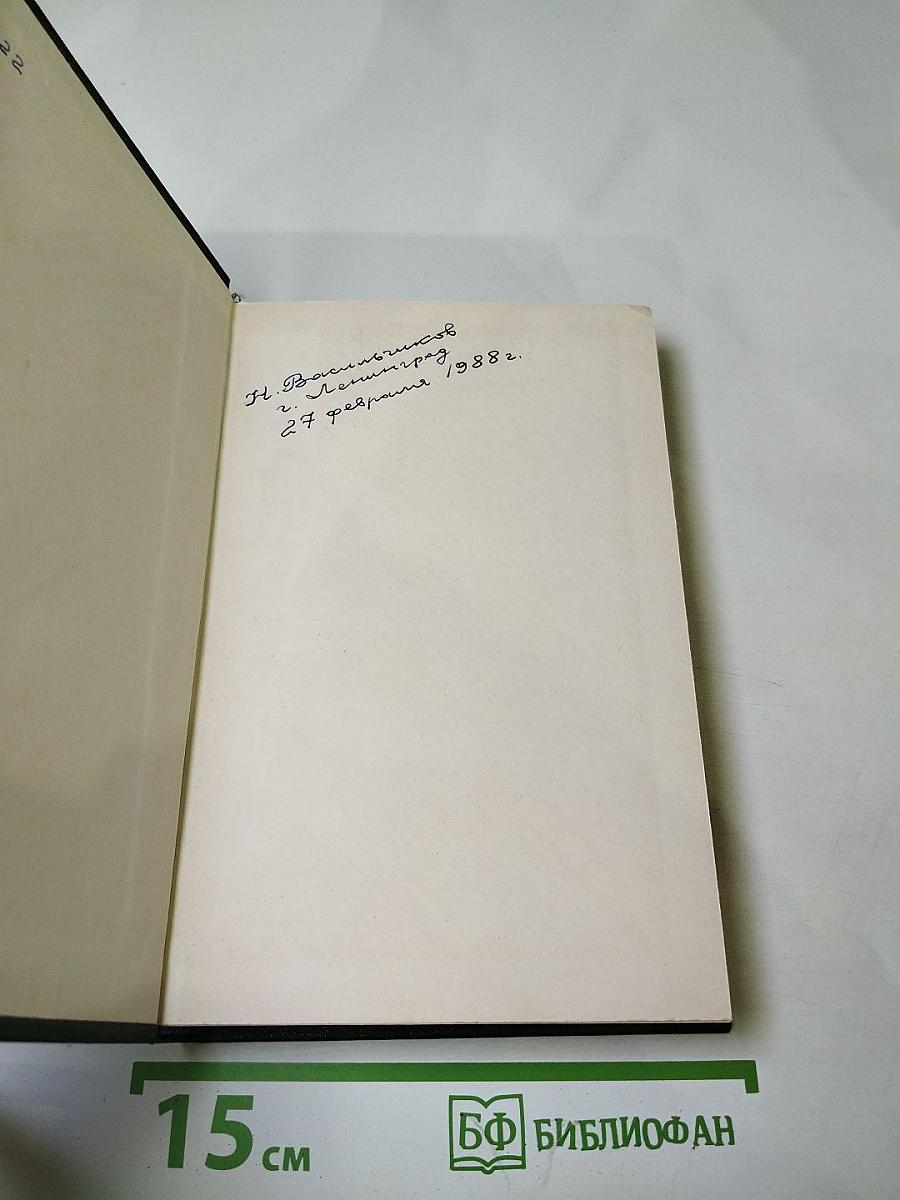 Н. Васильчиков
г. Ленинград
27 февраля 1988 г.
15 см
БФ БИБЛИОФАН